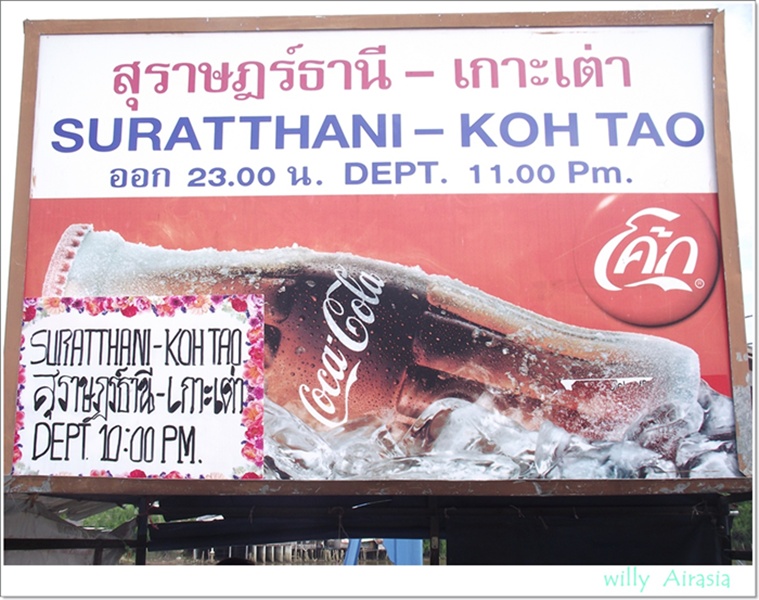 สุราษฎร์ธานี – เกาะเต่า
SURATTHANI – KOH TAO
ออก 23.00 น. DEPT. 11.00 Pm.
โค้ก®
Coca-Cola
SURATTHANI-KOH TAO
สุราษฎร์ธานี-เกาะเต่า
DEPT. 10:00 PM.
willy Airasia